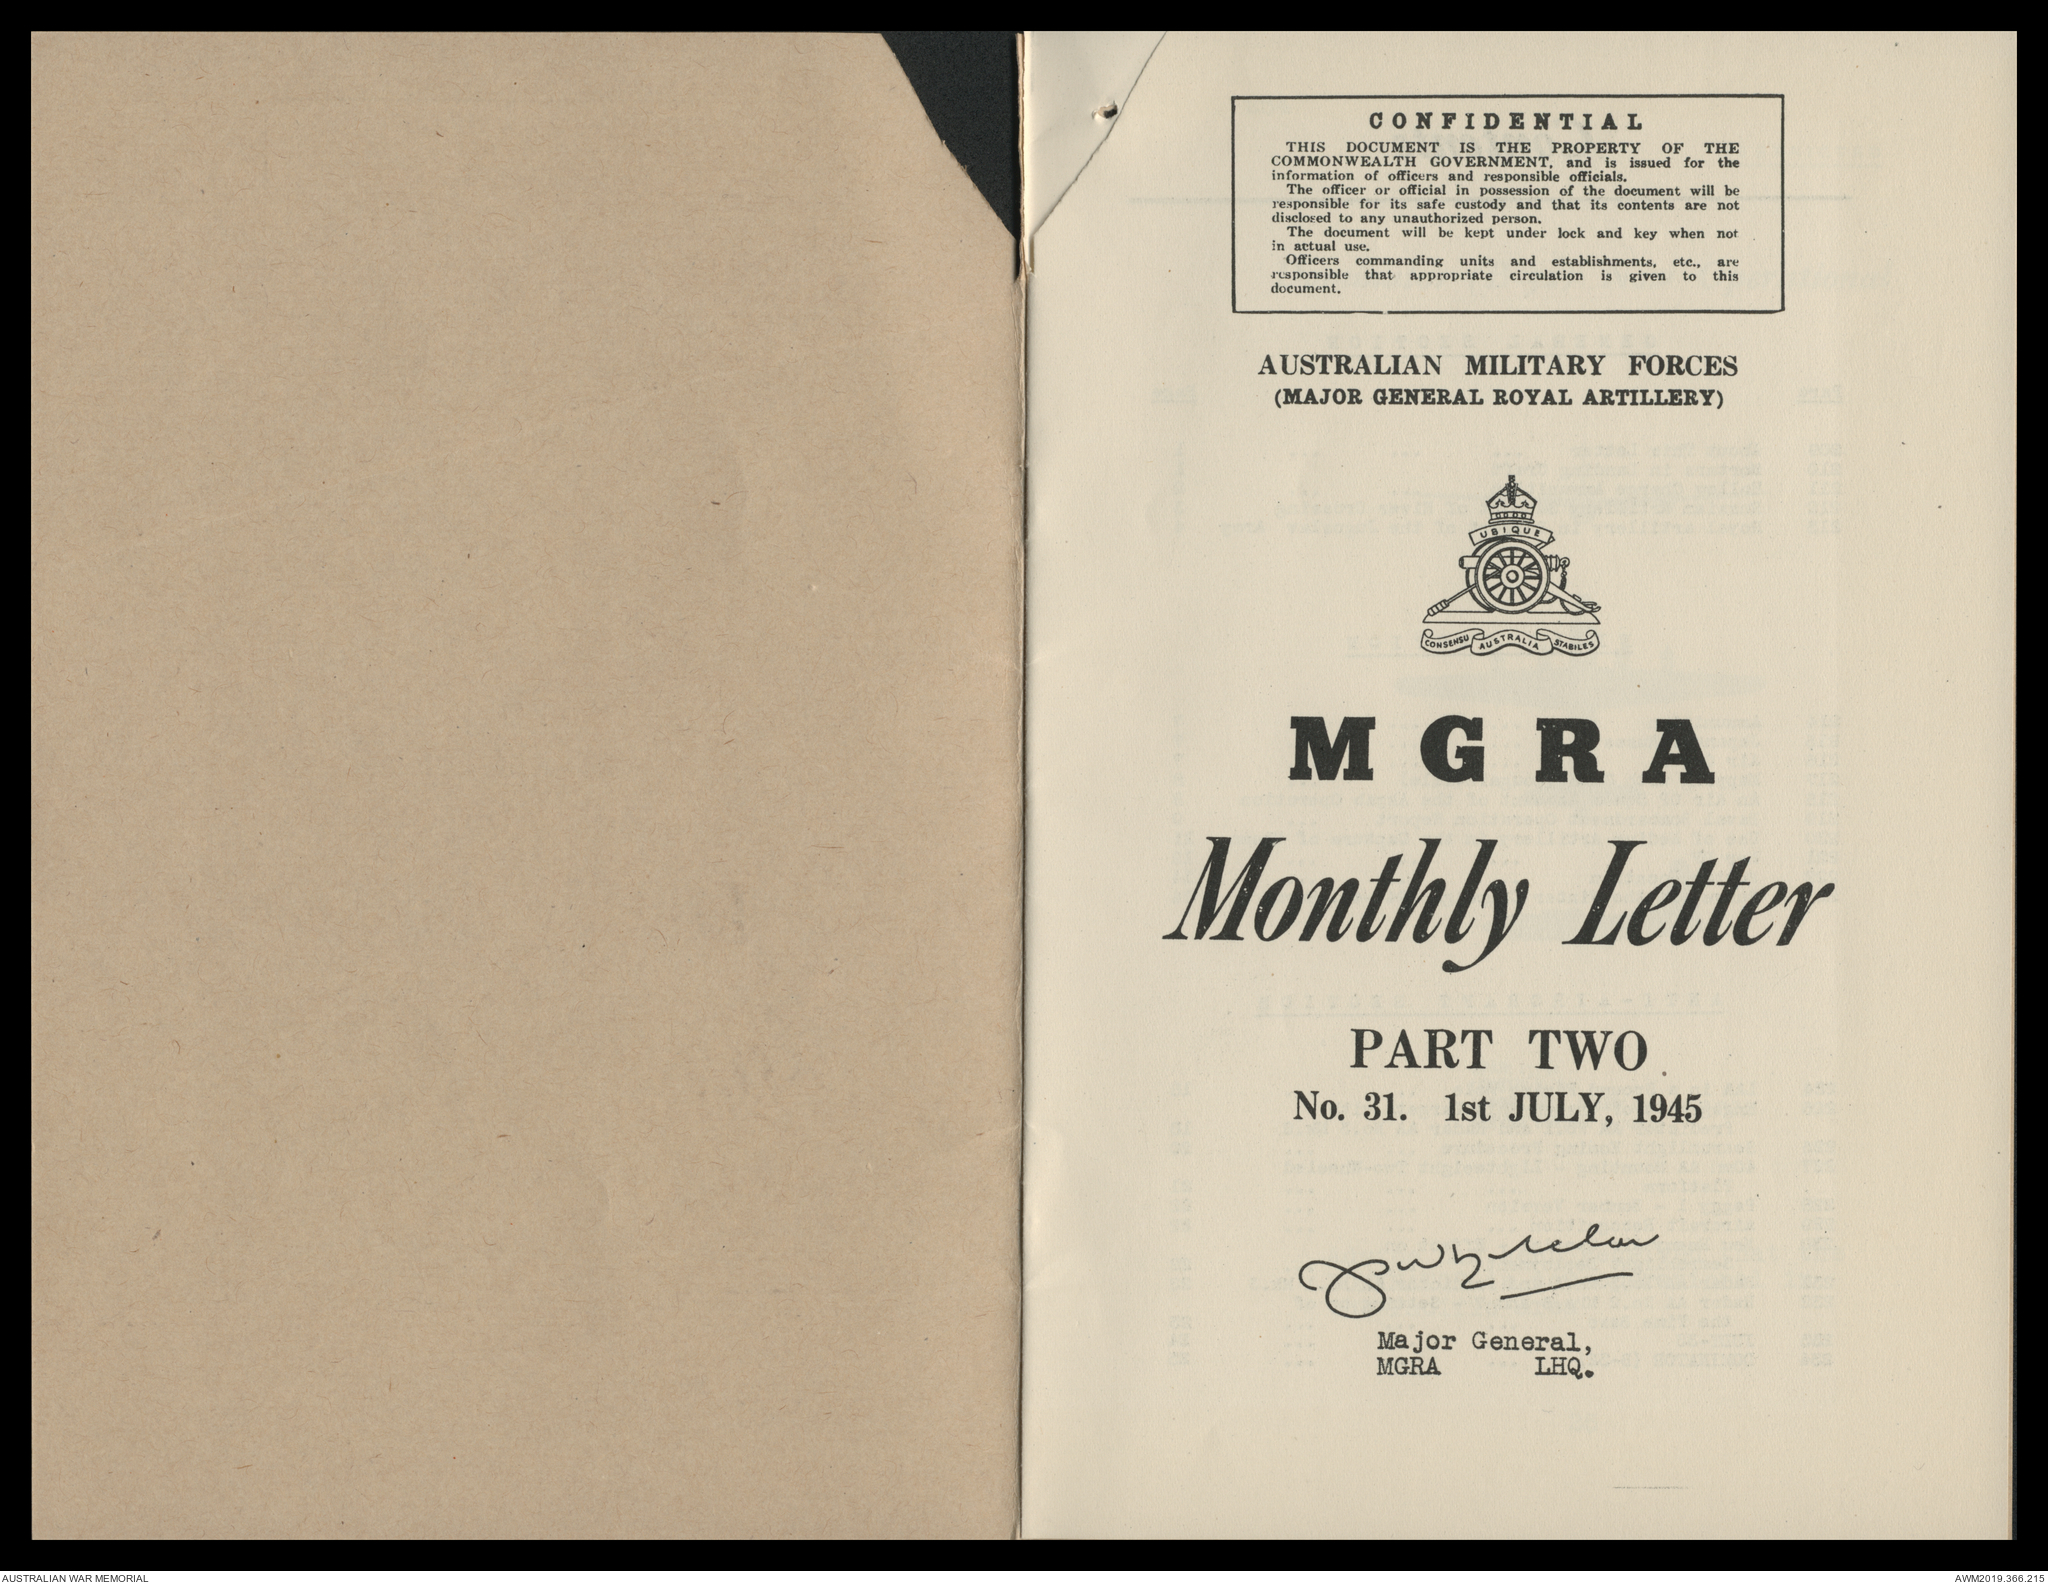 CONFIDENTIAL
THIS DOCUMENT IS THE PROPERTY OF THE
COMMONWEALTH GOVERNMENT, and is issued for the
information of officers and responsible officials.
The officer or official in possession of the document will be
responsible for its safe custody and that its contents are not
disclosed to any unauthorized person.
The document will be kept under lock and key when not
in actual use.
Officers commanding units and establishments, etc., are
responsible that appropriate circulation is given to this
document.
AUSTRALIAN MILITARY FORCES
(MAJOR GENERAL ROYAL ARTILLERY)
UBIQUE
CONSENSU AUSTRALIA STABILES
MGRA
Monthly Letter
PART TWO
No. 31. 1st JULY, 1945
Major General,
MGRA LHQ.
AUSTRALIAN WAR MEMORIAL
AWM2019.366.215